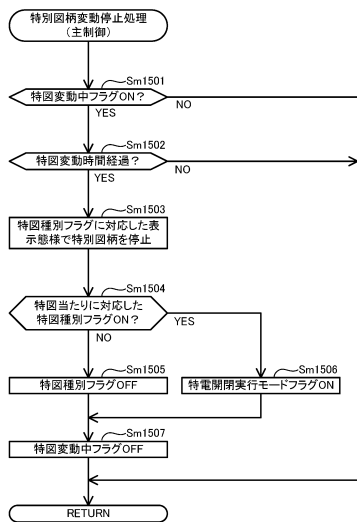 特別図柄変動停止処理
(主制御)
Sm1501
特図変動中フラグON?
NO
YES
Sm1502
特図変動時間経過?
NO
YES
Sm1503
特図種別フラグに対応した表
示態様で特別図柄を停止
Sm1504
特図当たりに対応した
特図種別フラグON?
YES
NO
Sm1505
特図種別フラグOFF
Sm1506
特電開閉実行モードフラグON
Sm1507
特図変動中フラグOFF
RETURN